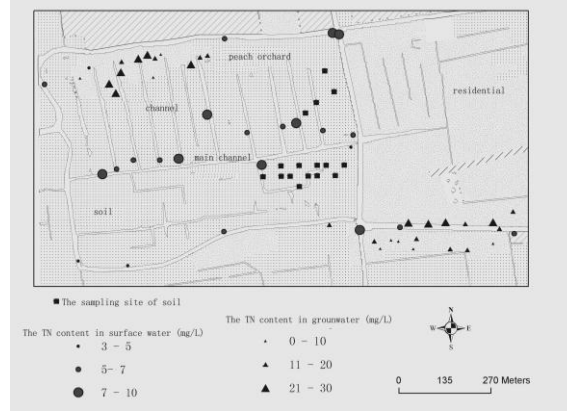 peach orchard
residential
channel
main channel
soil
The sampling site of soil
The TN content in surface water (mg/L)
3 - 5
5- 7
7 - 10
The TN content in grounwater (mg/L)
0 - 10
11 - 20
21 - 30
N
W E
S
0 135 270 Meters